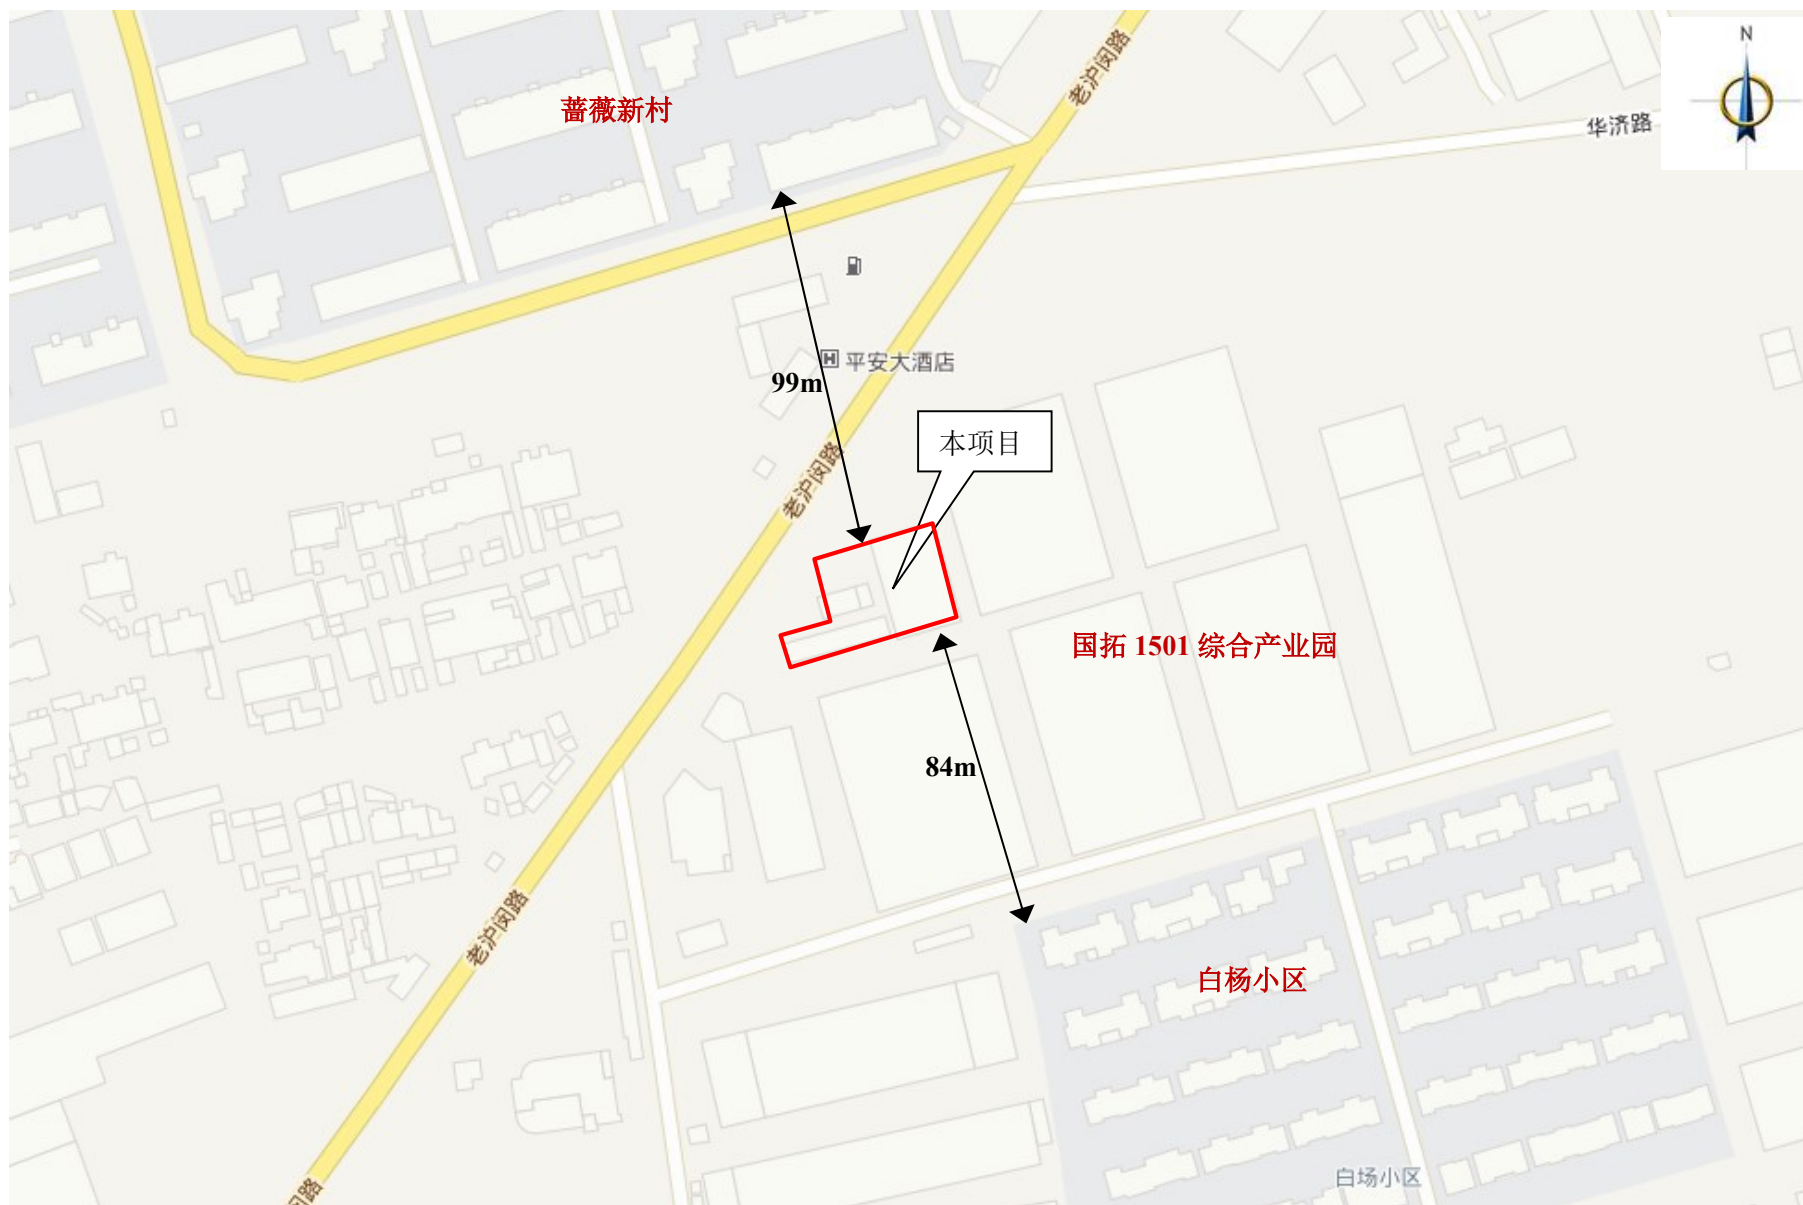 N
老沪闵路
蔷薇新村
华济路
平安大酒店
99m
本项目
老沪闵路
国拓 1501 综合产业园
84m
老沪闵路
白杨小区
白场小区
闵路